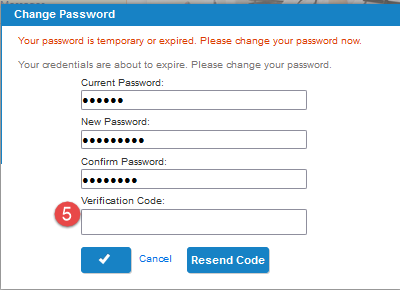 Change Password
Your password is temporary or expired. Please change your password now.
Your credentials are about to expire. Please change your password.
Current Password:
••••••
New Password:
•••••••••
Confirm Password:
••••••••
Verification Code:
5
Cancel
Resend Code